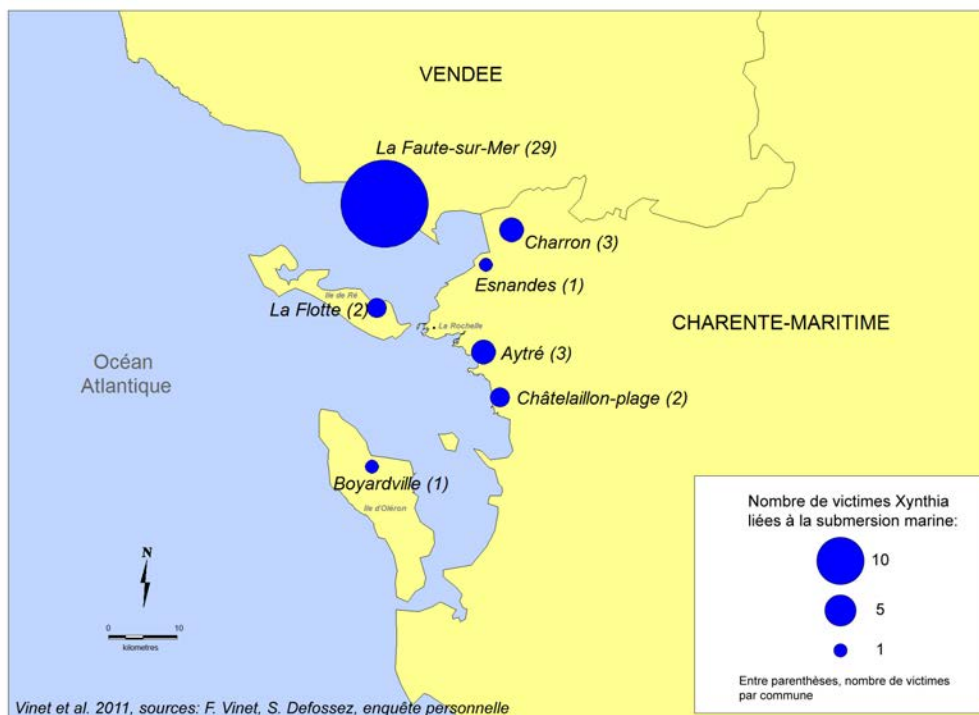 VENDEE
La Faute-sur-Mer (29)
Charron (3)
Esnandes (1)
Ile de Ré
La Flotte (2)
La Rochelle
CHARENTE-MARITIME
Aytré (3)
Océan
Atlantique
Châtelaillon-plage (2)
Boyardville (1)
Ile d'Oléron
Nombre de victimes Xynthia
liées à la submersion marine:
10
5
1
Entre parenthèses, nombre de victimes
par commune
N
0 10
kilometres
Vinet et al. 2011, sources: F. Vinet, S. Defossez, enquête personnelle